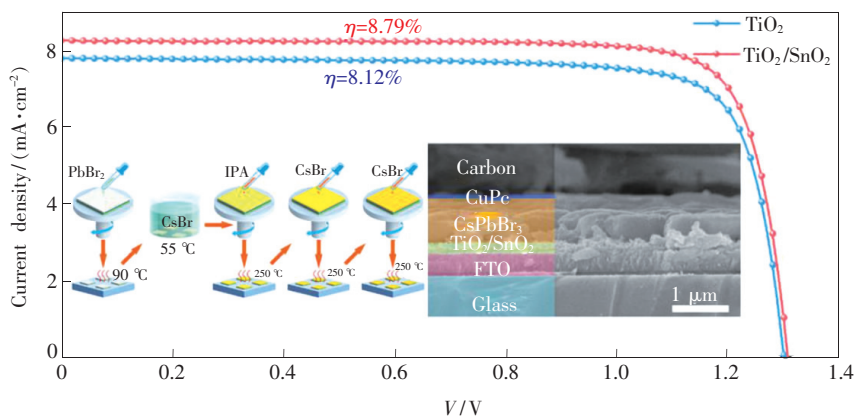 η=8.79%
η=8.12%
TiO₂
TiO₂/SnO₂
Current density/(mA·cm⁻²)
8
6
4
2
0
PbBr₂
90 ℃
CsBr
55 ℃
IPA
250 ℃
CsBr
250 ℃
CsBr
250 ℃
Carbon
CuPc
CsPbBr₃
TiO₂/SnO₂
FTO
Glass
1 μm
0 0.2 0.4 0.6 0.8 1.0 1.2 1.4
V/V